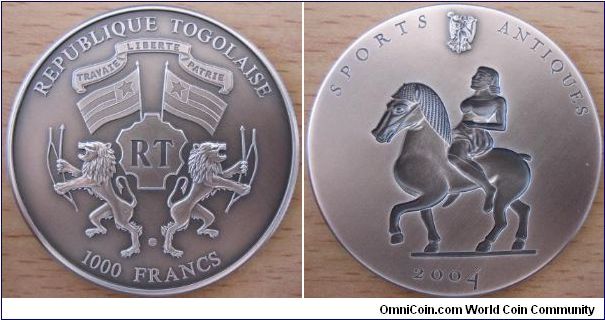 REPUBLIQUE TOGOLAISE
TRAVAIL LIBERTE PATRIE
RT
1000 FRANCS
SPORTS ANTIQUES
2004
OmniCoin.com World Coin Community